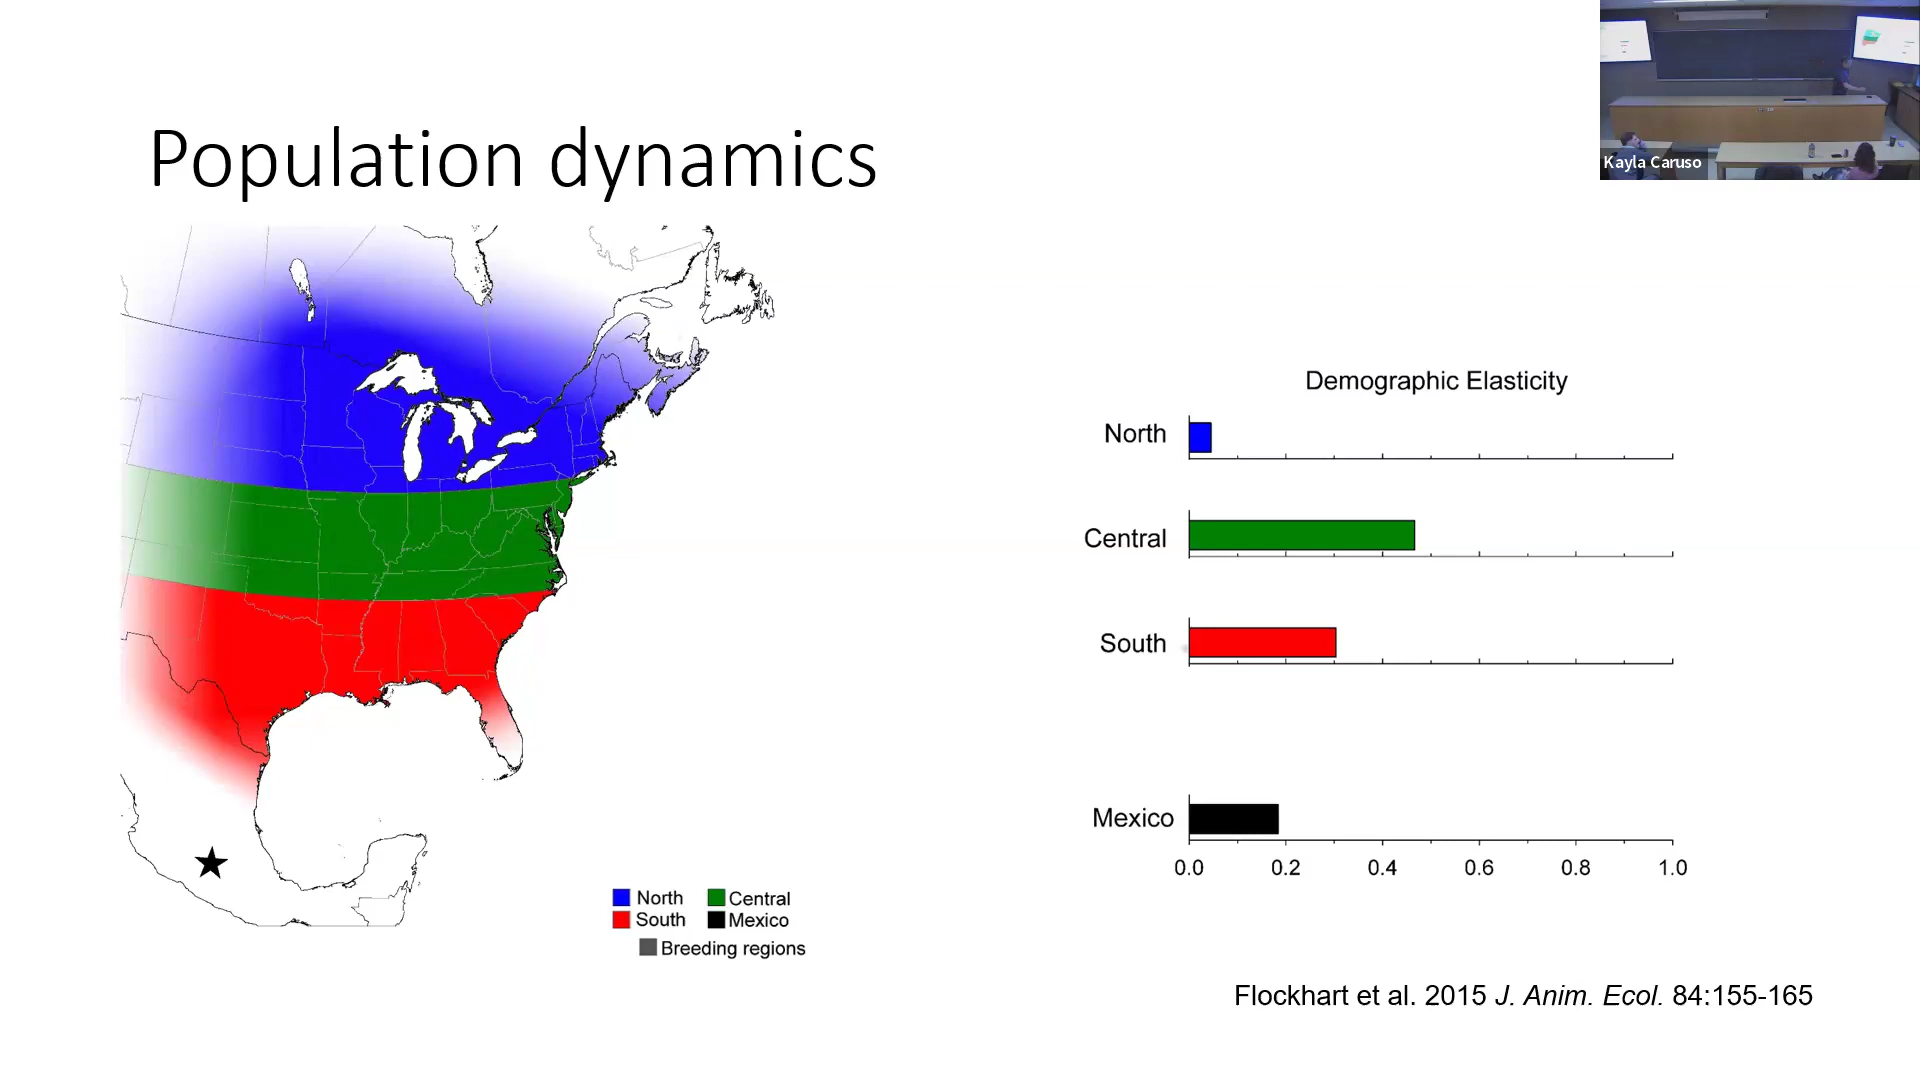 Kayla Caruso
Population dynamics
Demographic Elasticity
North
Central
South
Mexico
0.0 0.2 0.4 0.6 0.8 1.0
North Central
South Mexico
Breeding regions
Flockhart et al. 2015 J. Anim. Ecol. 84:155-165